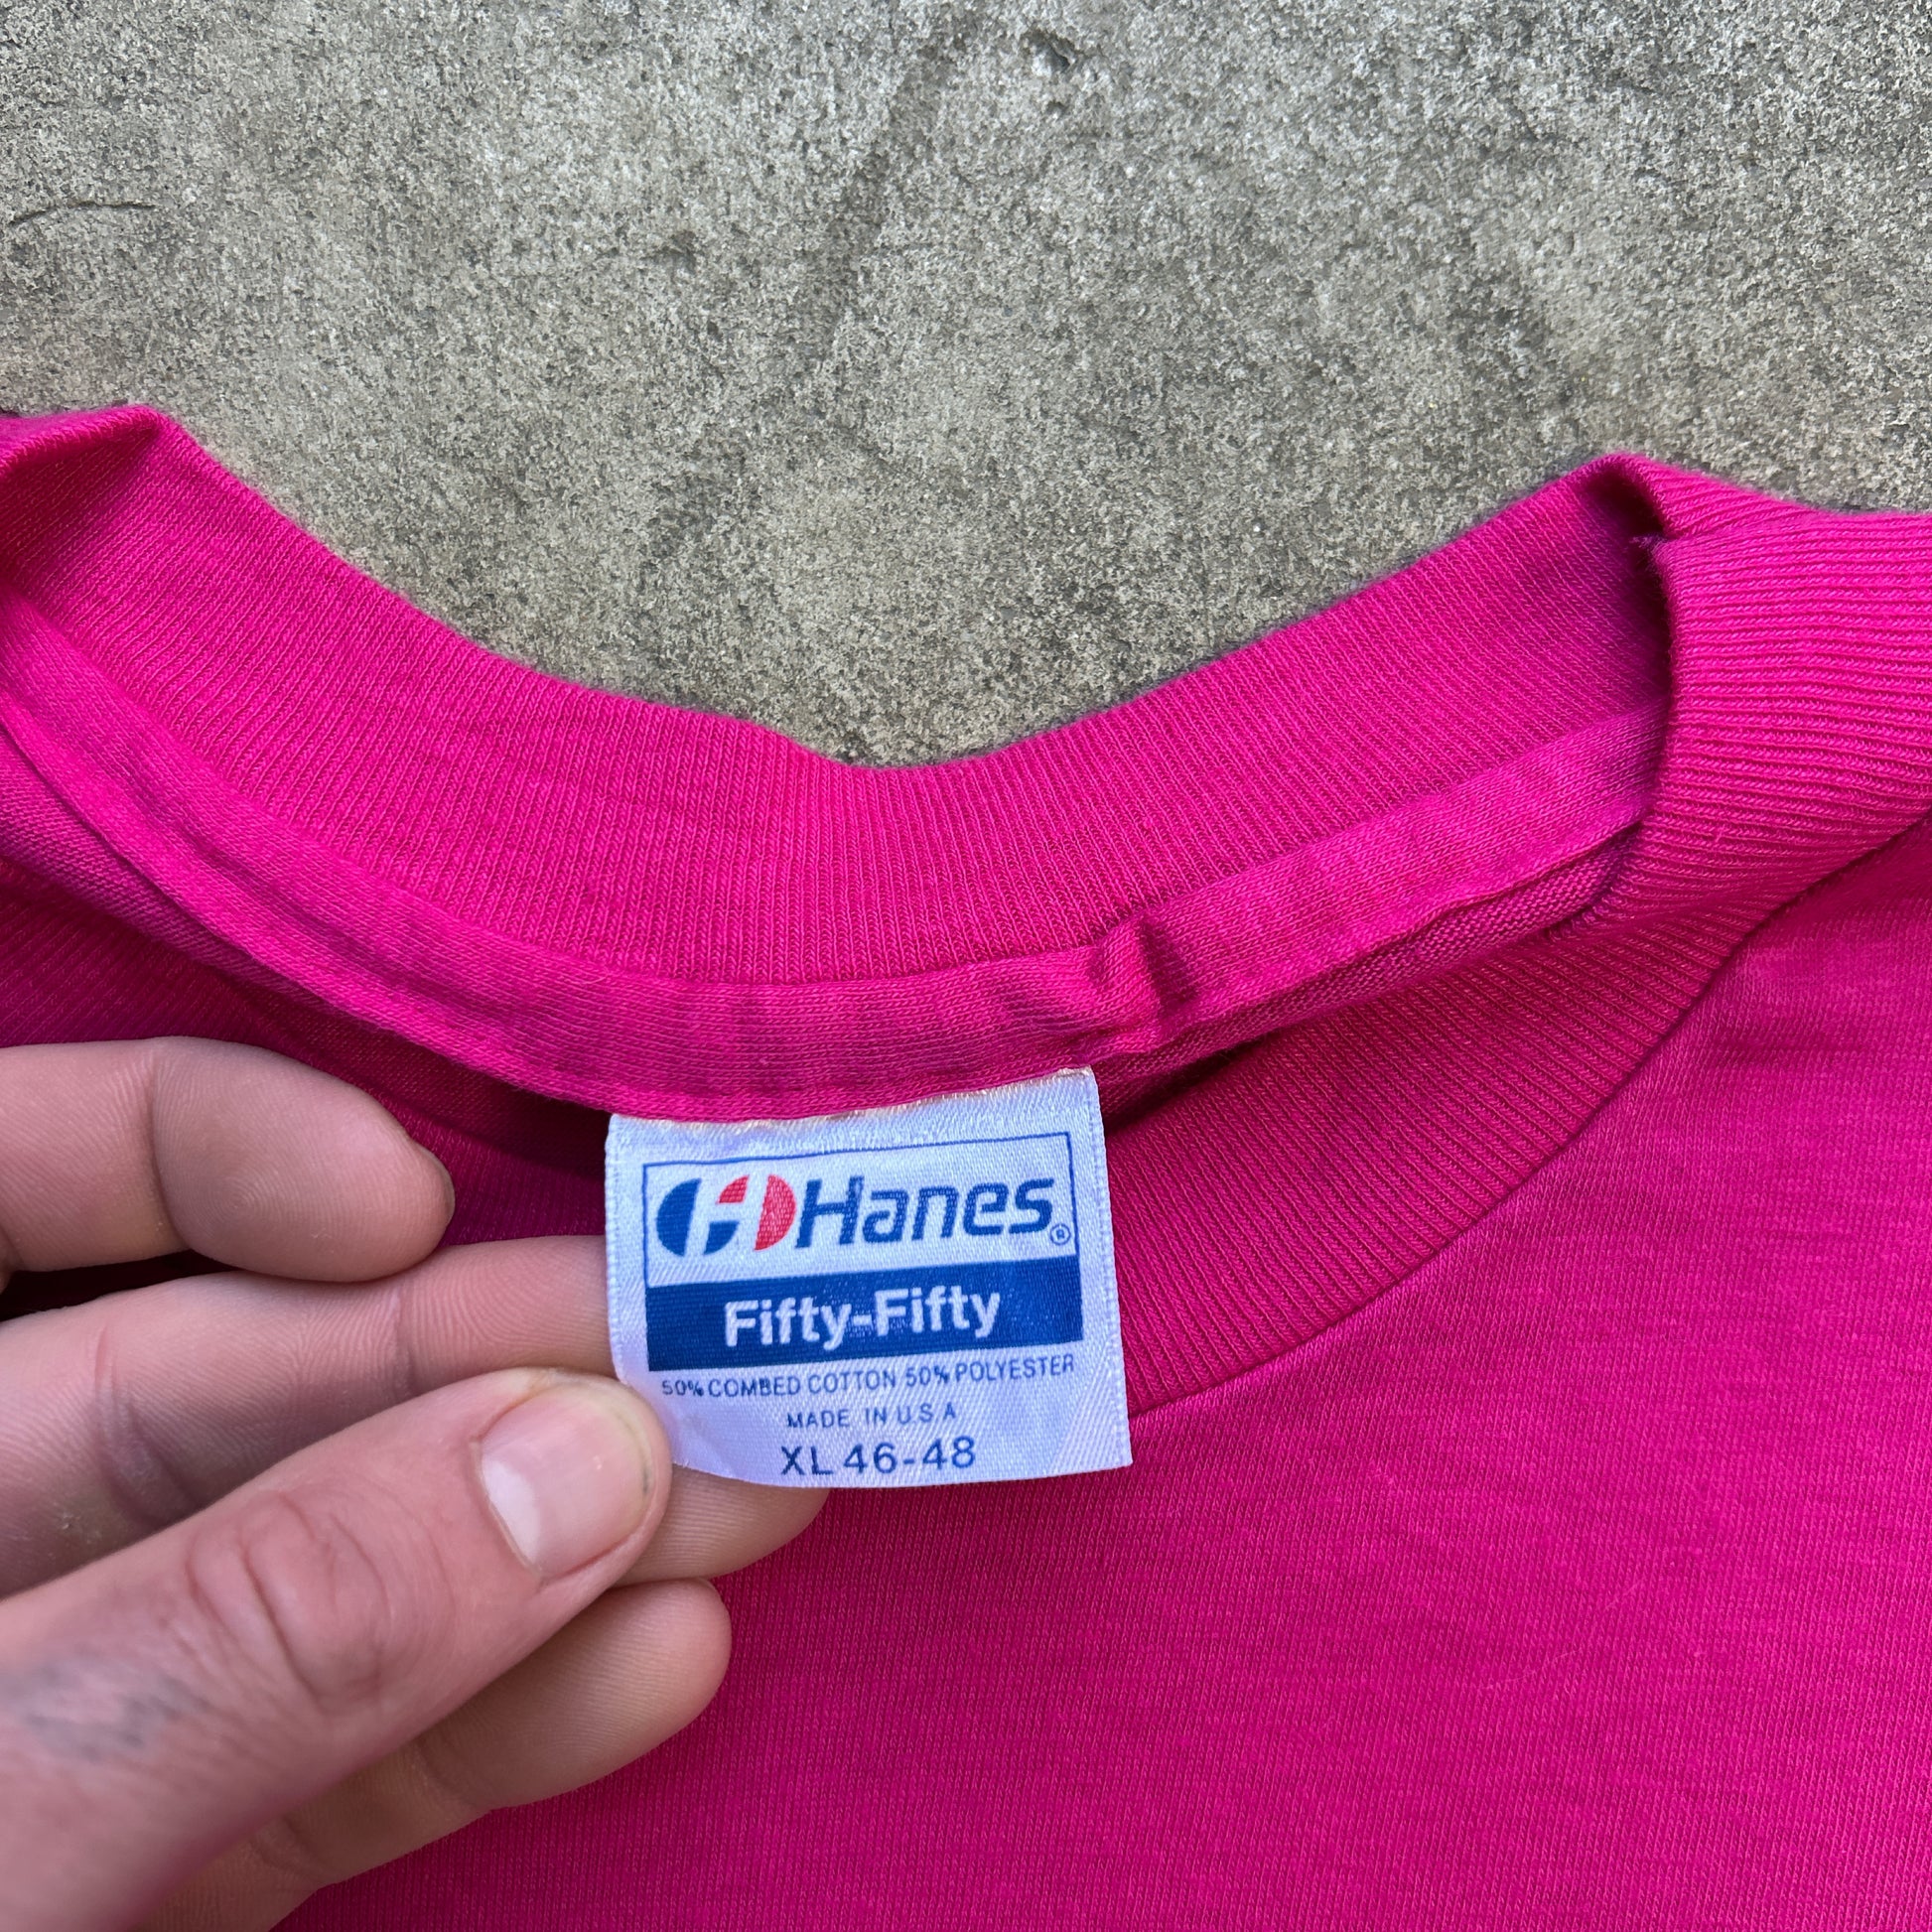 Hanes®
Fifty-Fifty
50% COMBED COTTON 50% POLYESTER
MADE IN U.S.A
XL 46-48